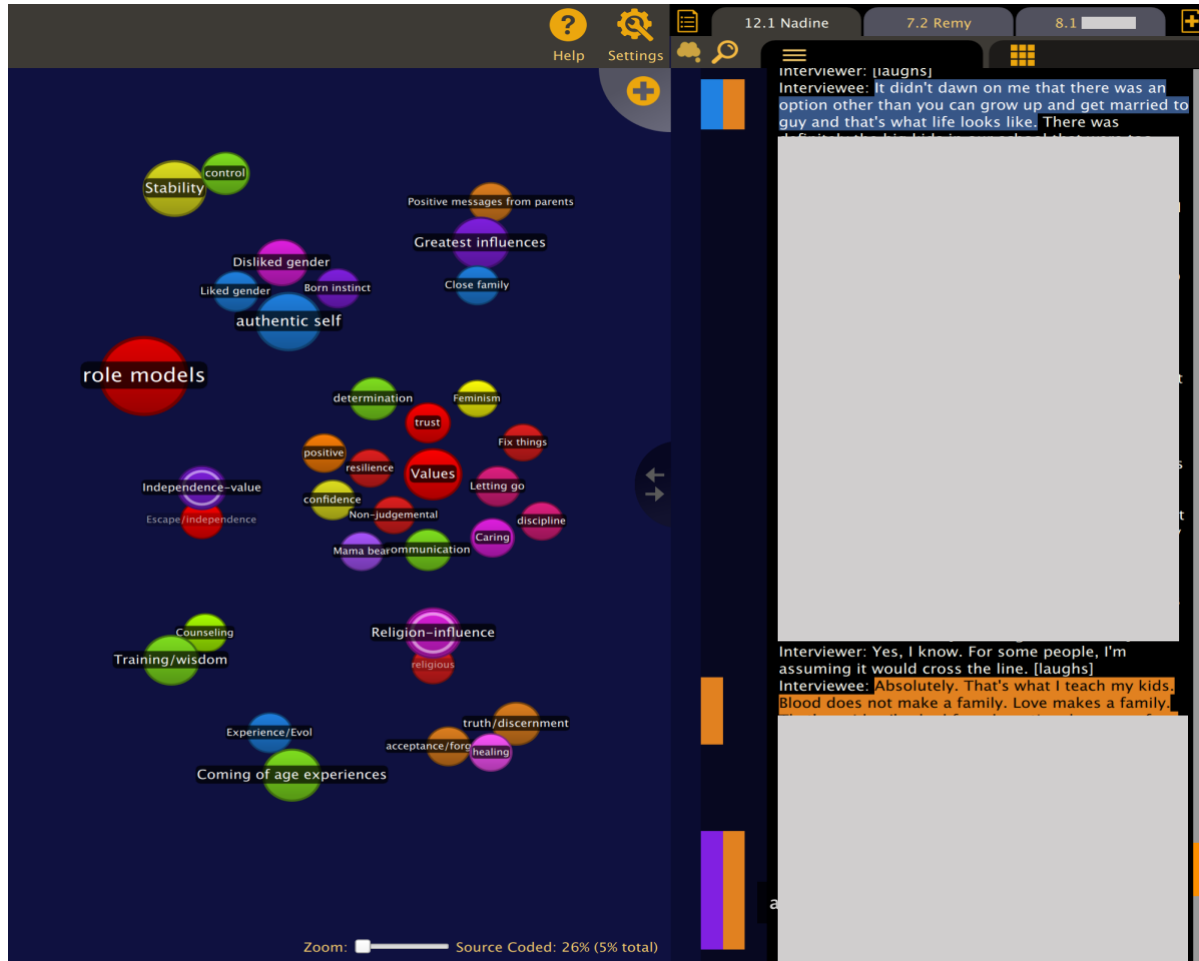 Help
Settings
12.1 Nadine
7.2 Remy
8.1
Stability
control
Positive messages from parents
Greatest influences
Close family
Disliked gender
Liked gender
Born instinct
authentic self
role models
determination
Feminism
trust
Fix things
positive
resilience
Values
Letting go
confidence
Non-judgemental
discipline
Caring
Mama bear
ommunication
Independence-value
Escape/independence
Counseling
Training/wisdom
Religion-influence
religious
Experience/Evol
Coming of age experiences
truth/discernment
acceptance/forg
healing
Zoom:
Source Coded: 26% (5% total)
Interviewer: [laughs]
Interviewee: It didn't dawn on me that there was an
option other than you can grow up and get married to
guy and that's what life looks like. There was
Interviewer: Yes, I know. For some people, I'm
assuming it would cross the line. [laughs]
Interviewee: Absolutely. That's what I teach my kids.
Blood does not make a family. Love makes a family.